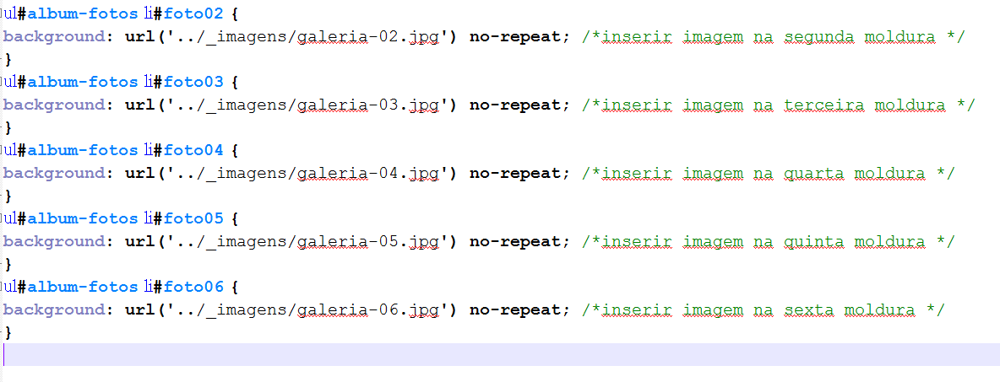 ul#album-fotos li#foto02 {
background: url('../_imagens/galeria-02.jpg') no-repeat; /*inserir imagem na segunda moldura */
}
ul#album-fotos li#foto03 {
background: url('../_imagens/galeria-03.jpg') no-repeat; /*inserir imagem na terceira moldura */
}
ul#album-fotos li#foto04 {
background: url('../_imagens/galeria-04.jpg') no-repeat; /*inserir imagem na quarta moldura */
}
ul#album-fotos li#foto05 {
background: url('../_imagens/galeria-05.jpg') no-repeat; /*inserir imagem na quinta moldura */
}
ul#album-fotos li#foto06 {
background: url('../_imagens/galeria-06.jpg') no-repeat; /*inserir imagem na sexta moldura */
}